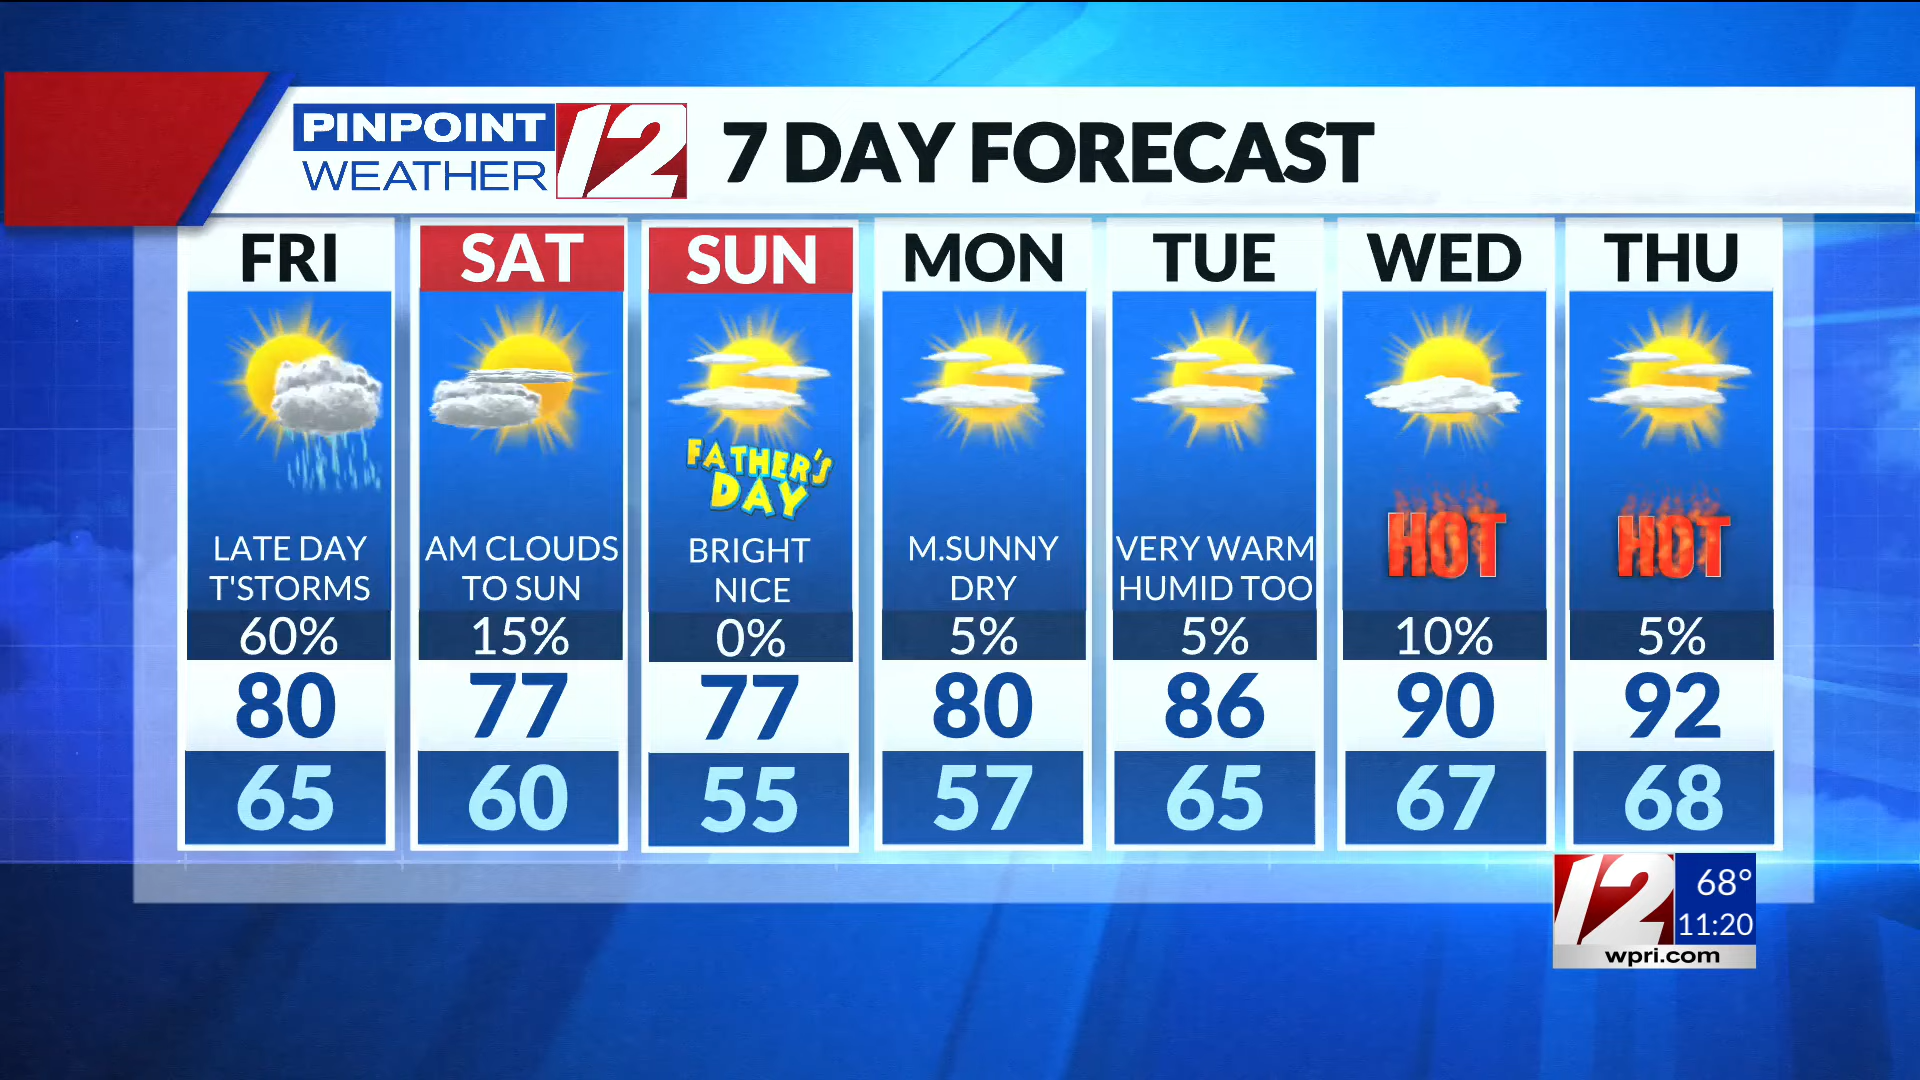 PINPOINT
WEATHER
12
7 DAY FORECAST
FRI
LATE DAY
T'STORMS
60%
80
65
SAT
AM CLOUDS
TO SUN
15%
77
60
SUN
FATHER'S
DAY
BRIGHT
NICE
0%
77
55
MON
M.SUNNY
DRY
5%
80
57
TUE
VERY WARM
HUMID TOO
5%
86
65
WED
HOT
10%
90
67
THU
HOT
5%
92
68
12
68°
11:20
wpri.com